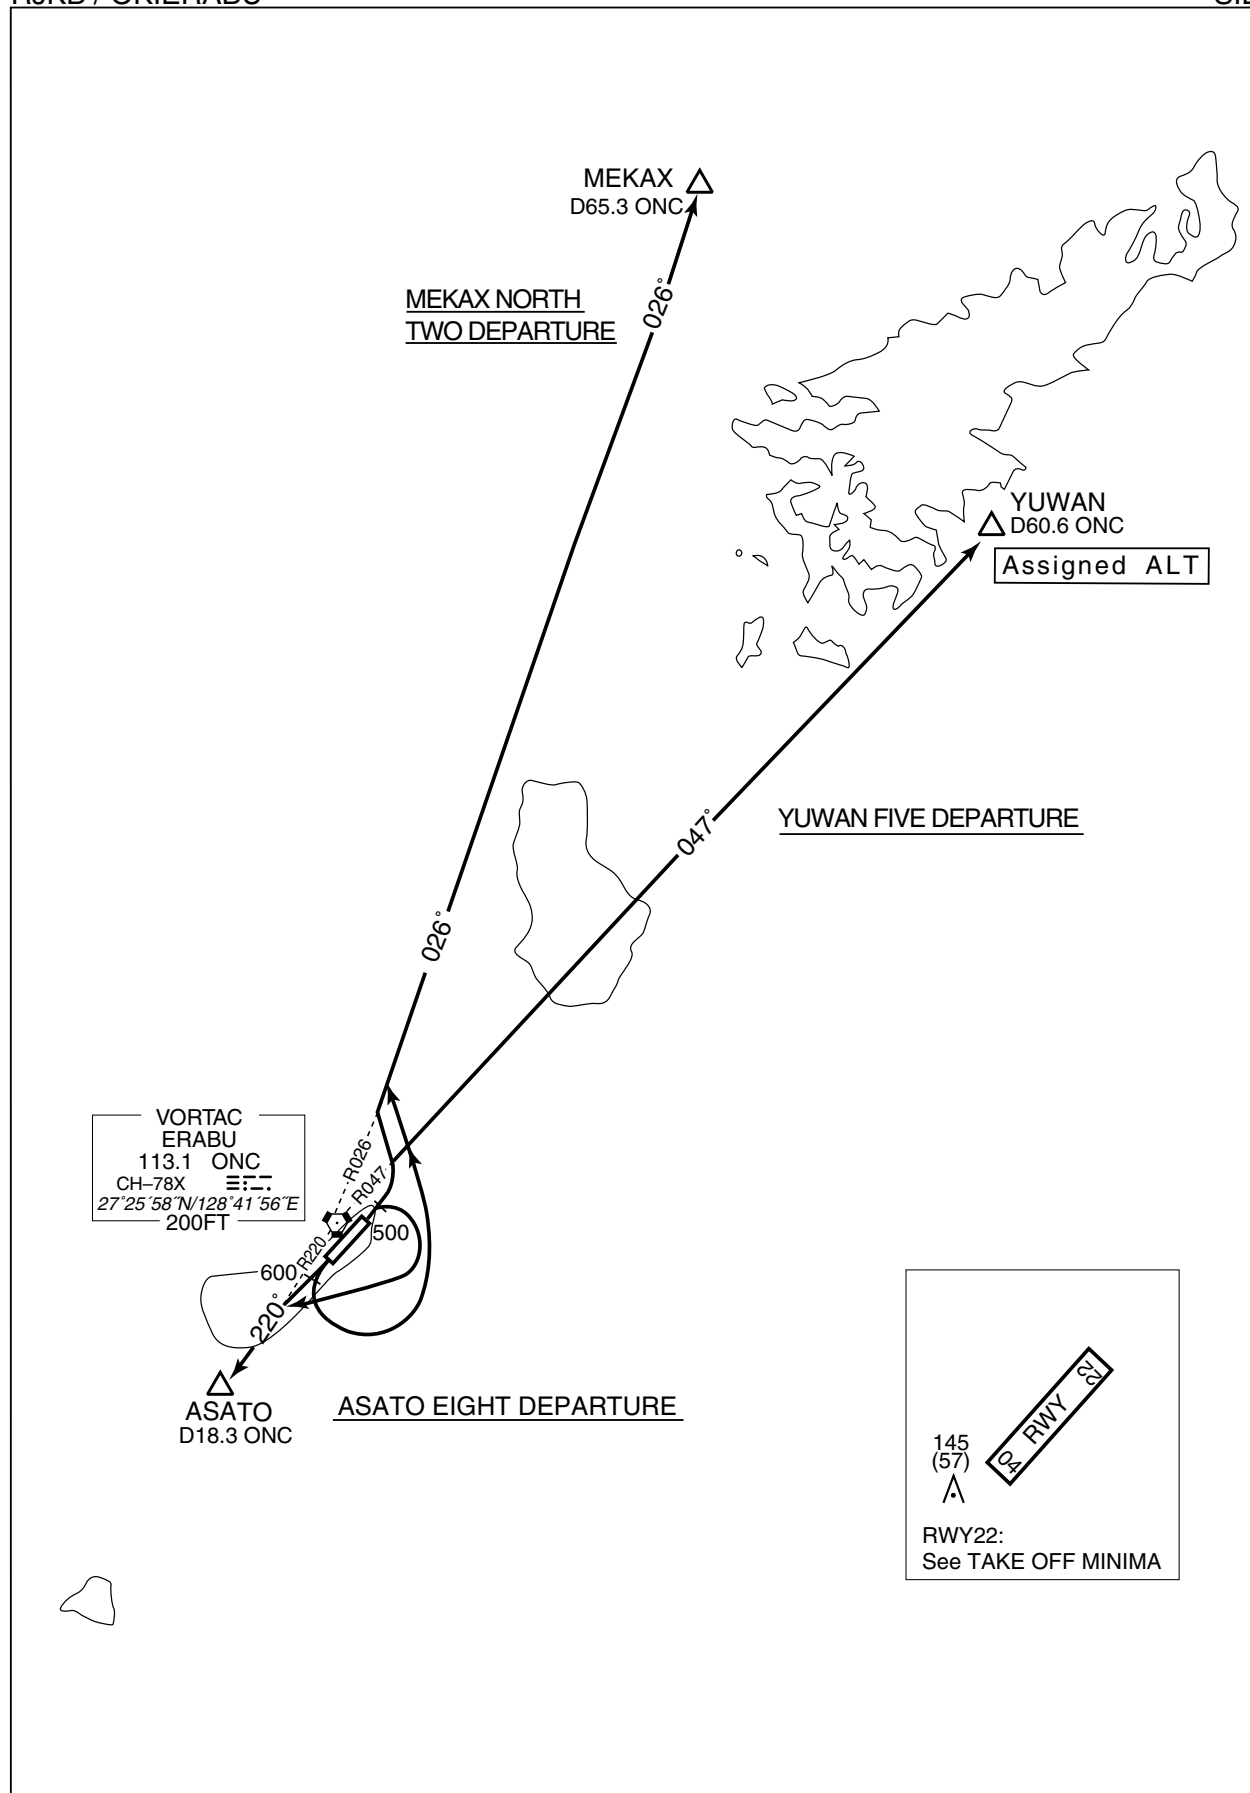 RJKB / OKIERABU
MEKAX
D65.3 ONC
026°
MEKAX NORTH
TWO DEPARTURE
YUWAN
D60.6 ONC
Assigned ALT
047°
YUWAN FIVE DEPARTURE
026°
VORTAC
ERABU
113.1 ONC
CH–78X
27°25´58˝N/128°41´56˝E
200FT
R026
R047
R220
500
600
220°
ASATO
D18.3 ONC
ASATO EIGHT DEPARTURE
145
(57)
04 RWY 22
RWY22:
See TAKE OFF MINIMA